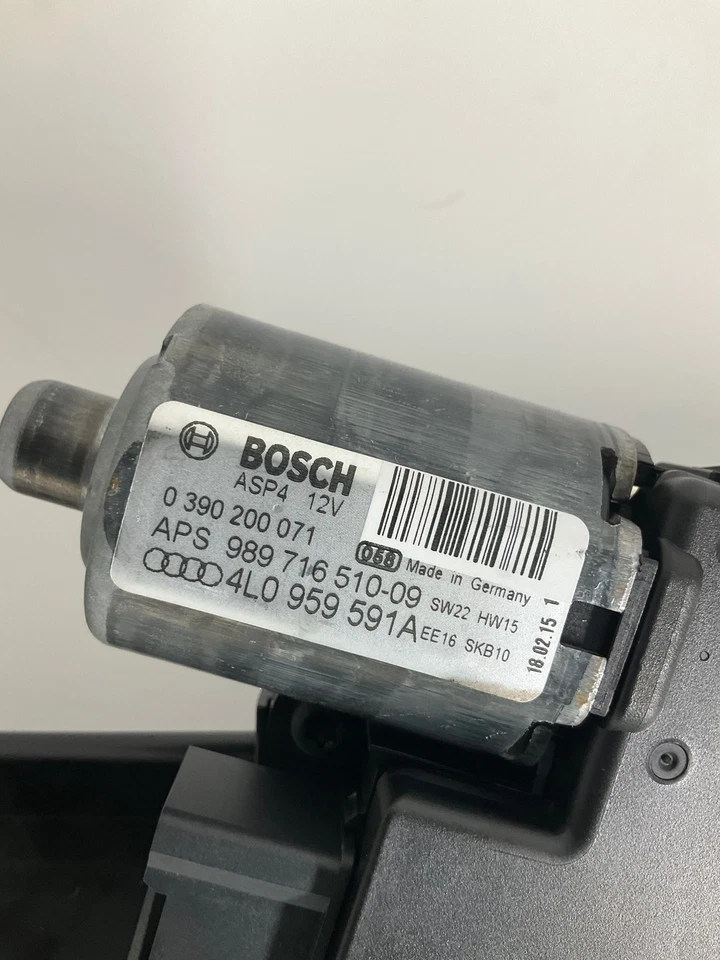 BOSCH
ASP4 12V
0 390 200 071
APS 989 716 510-09
4L0 959 591A
058
Made in Germany
SW22 HW15
EE16 SKB10
18.02.15 1